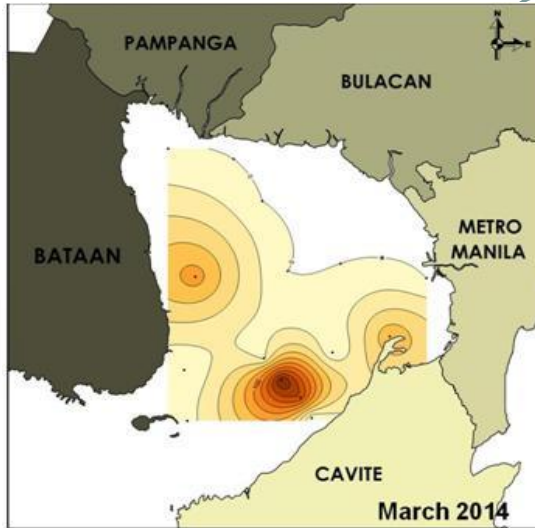 N
E
PAMPANGA
BULACAN
METRO
MANILA
BATAAN
CAVITE
March 2014